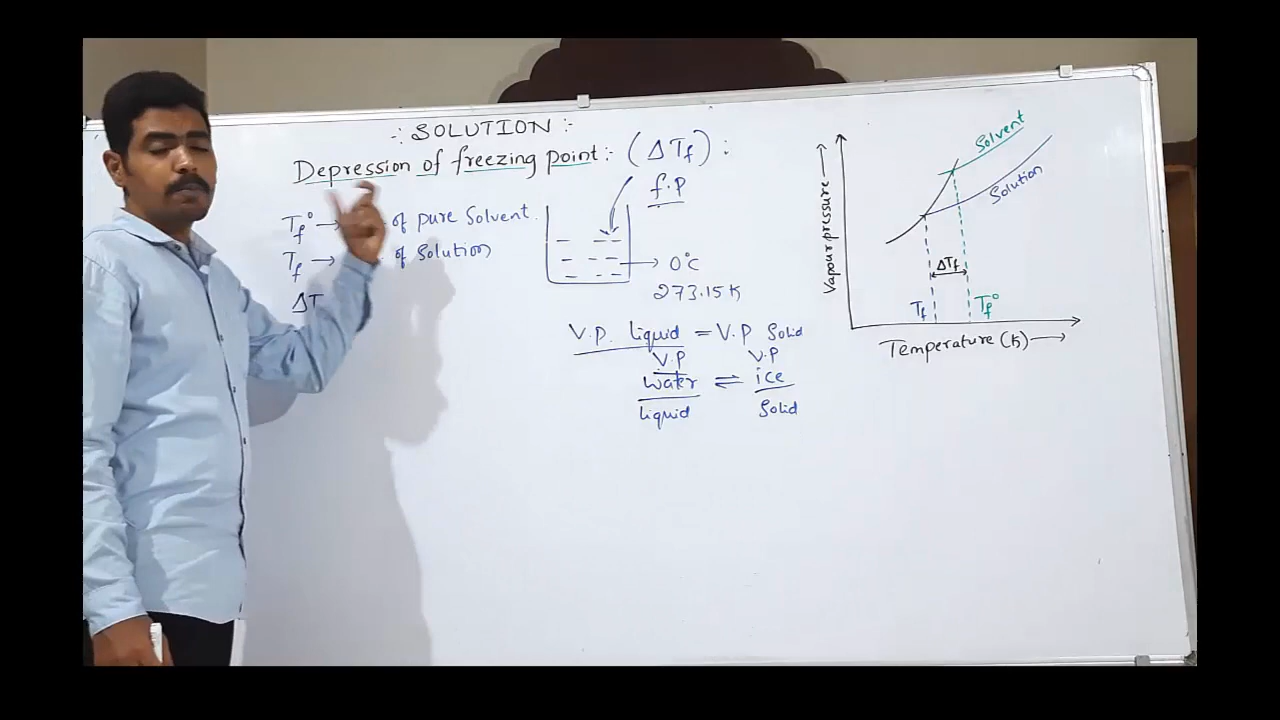 -: SOLUTION :-
Depression of freezing point :- (ΔTf) :
f.p
Tf° → of pure Solvent.
Tf → of Solution
ΔT
0°C
273.15K
V.P. liquid = V.P Solid
V.P V.P
water ⇌ ice
liquid Solid
Solvent
Solution
Vapour pressure →
ΔTf
Tf Tf°
Temperature (K) →